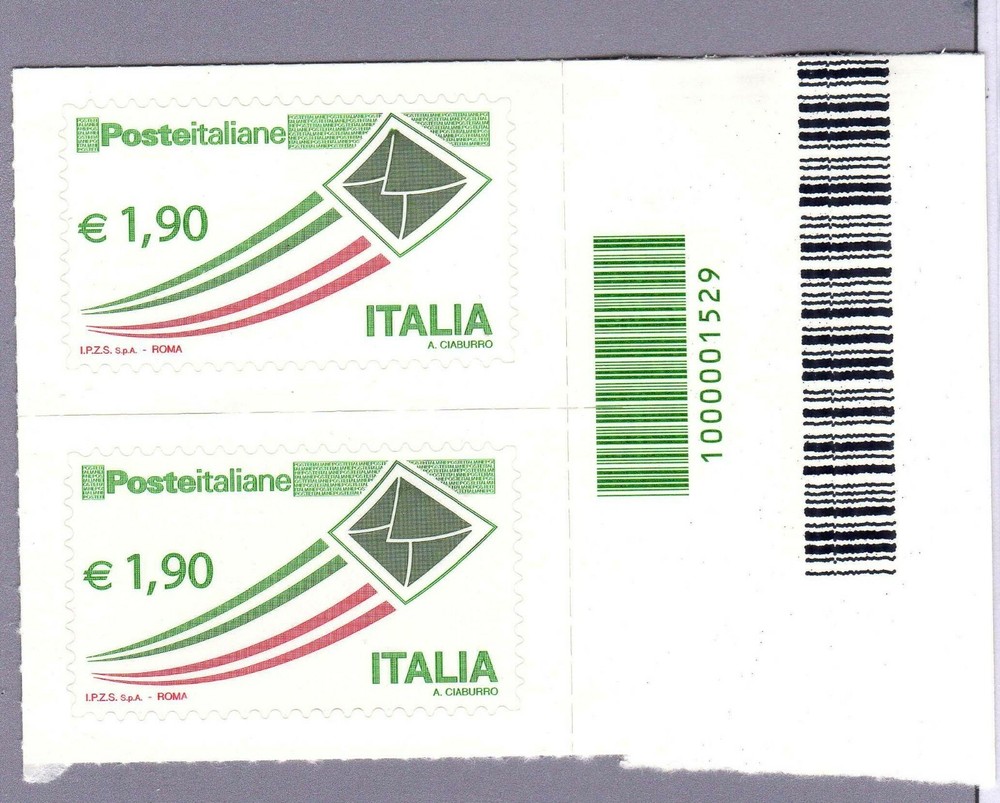 Posteitaliane
€ 1,90
ITALIA
A. CIABURRO
I.P.Z.S. S.p.A. - ROMA
1000001529
Posteitaliane
€ 1,90
ITALIA
A. CIABURRO
I.P.Z.S. S.p.A. - ROMA